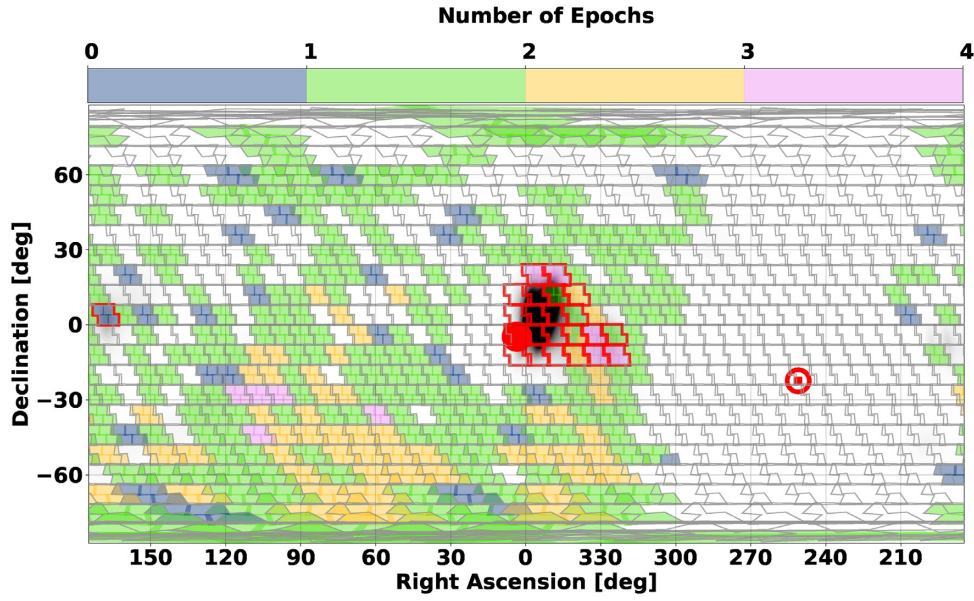 Number of Epochs
0 1 2 3 4
Declination [deg]
60
30
0
−30
−60
150 120 90 60 30 0 330 300 270 240 210
Right Ascension [deg]